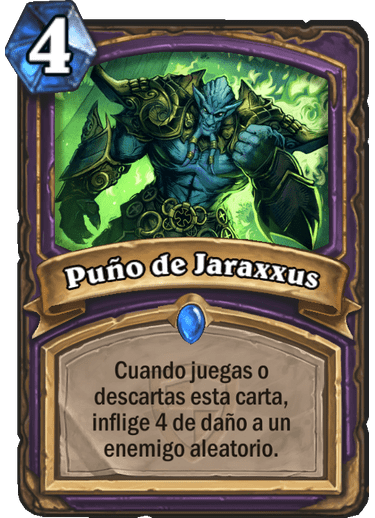 4
Puño de Jaraxxus
Cuando juegas o
descartas esta carta,
inflige 4 de daño a un
enemigo aleatorio.